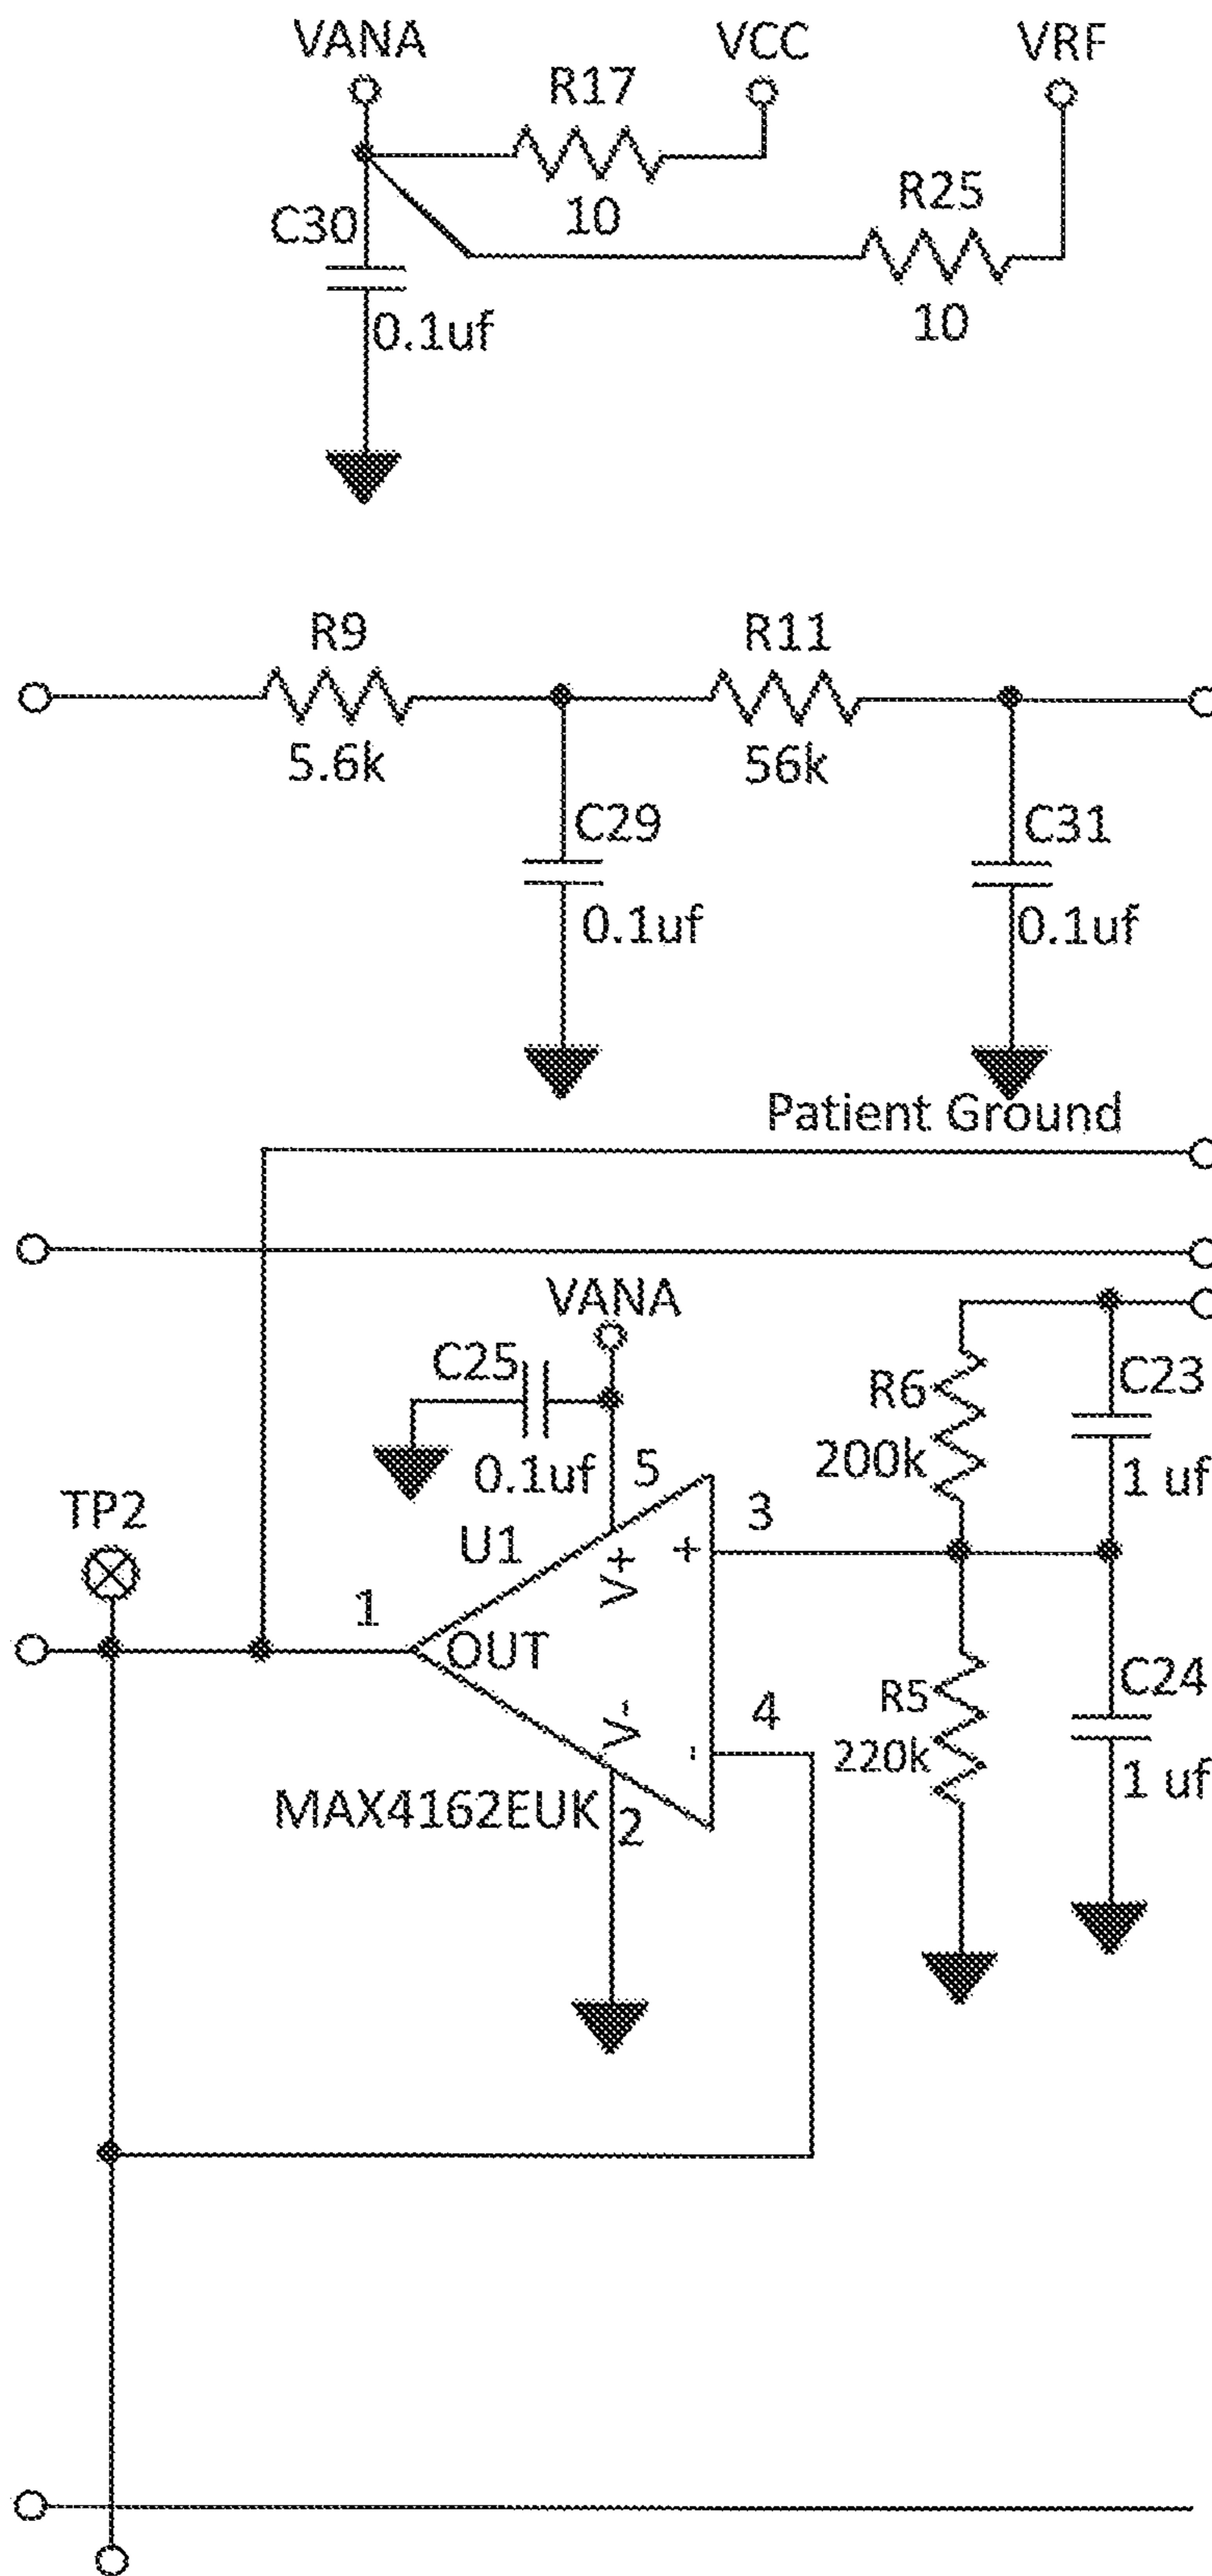 VANA
VCC
VRF
R17
10
R25
10
C30
0.1uf
R9
5.6k
R11
56k
C29
0.1uf
C31
0.1uf
Patient Ground
VANA
C25
0.1uf
5
R6
200k
C23
1 uf
TP2
U1
3
+
V+
1
OUT
V-
-
4
R5
220k
C24
1 uf
MAX4162EUK
2